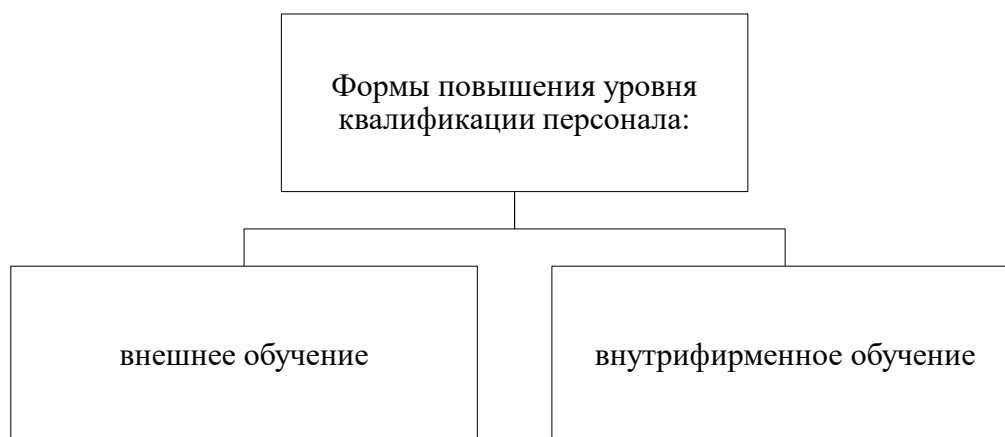 Формы повышения уровня
квалификации персонала:
внешнее обучение
внутрифирменное обучение